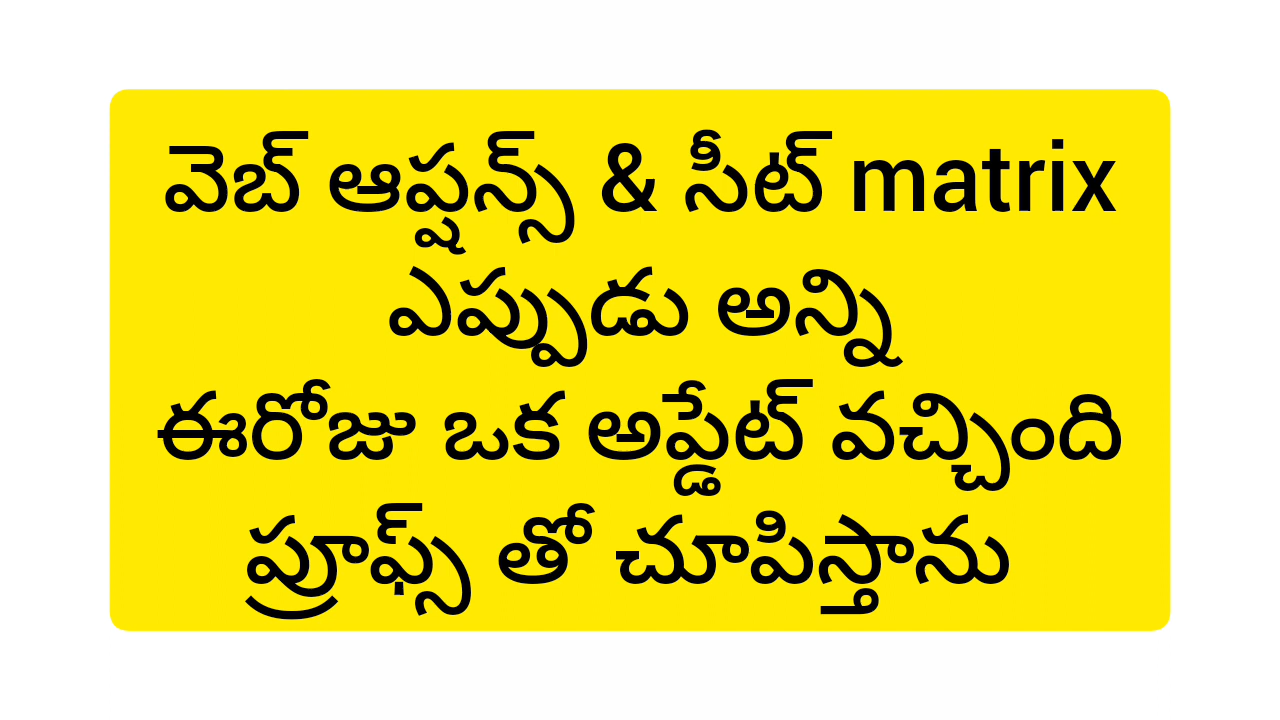 వెబ్ ఆప్షన్స్ & సీట్ matrix
ఎప్పుడు అన్ని
ఈరోజు ఒక అప్డేట్ వచ్చింది
ప్రూఫ్స్ తో చూపిస్తాను